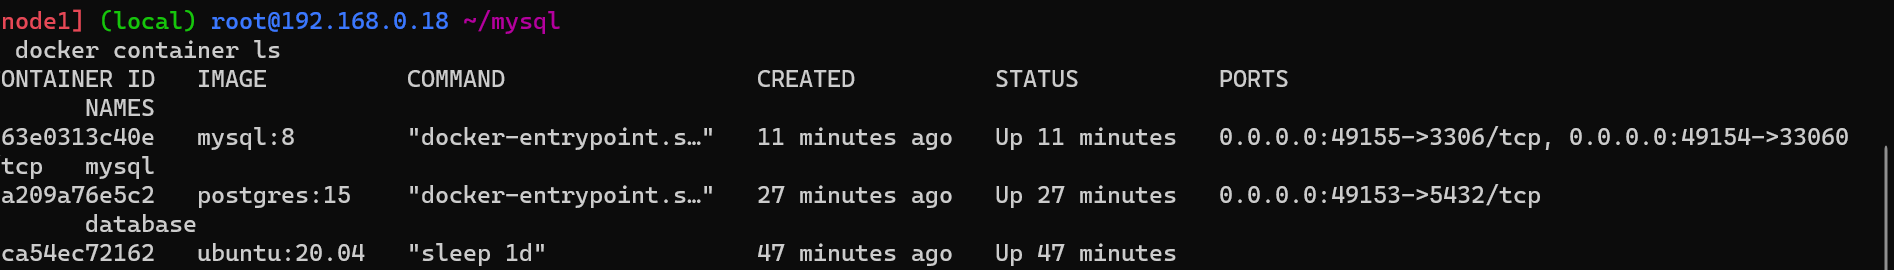 node1] (local) root@192.168.0.18 ~/mysql
docker container ls
ONTAINER ID   IMAGE          COMMAND                  CREATED          STATUS          PORTS
      NAMES
63e0313c40e   mysql:8        "docker-entrypoint.s…"   11 minutes ago   Up 11 minutes   0.0.0.0:49155->3306/tcp, 0.0.0.0:49154->33060
tcp   mysql
a209a76e5c2   postgres:15    "docker-entrypoint.s…"   27 minutes ago   Up 27 minutes   0.0.0.0:49153->5432/tcp
      database
ca54ec72162   ubuntu:20.04   "sleep 1d"               47 minutes ago   Up 47 minutes